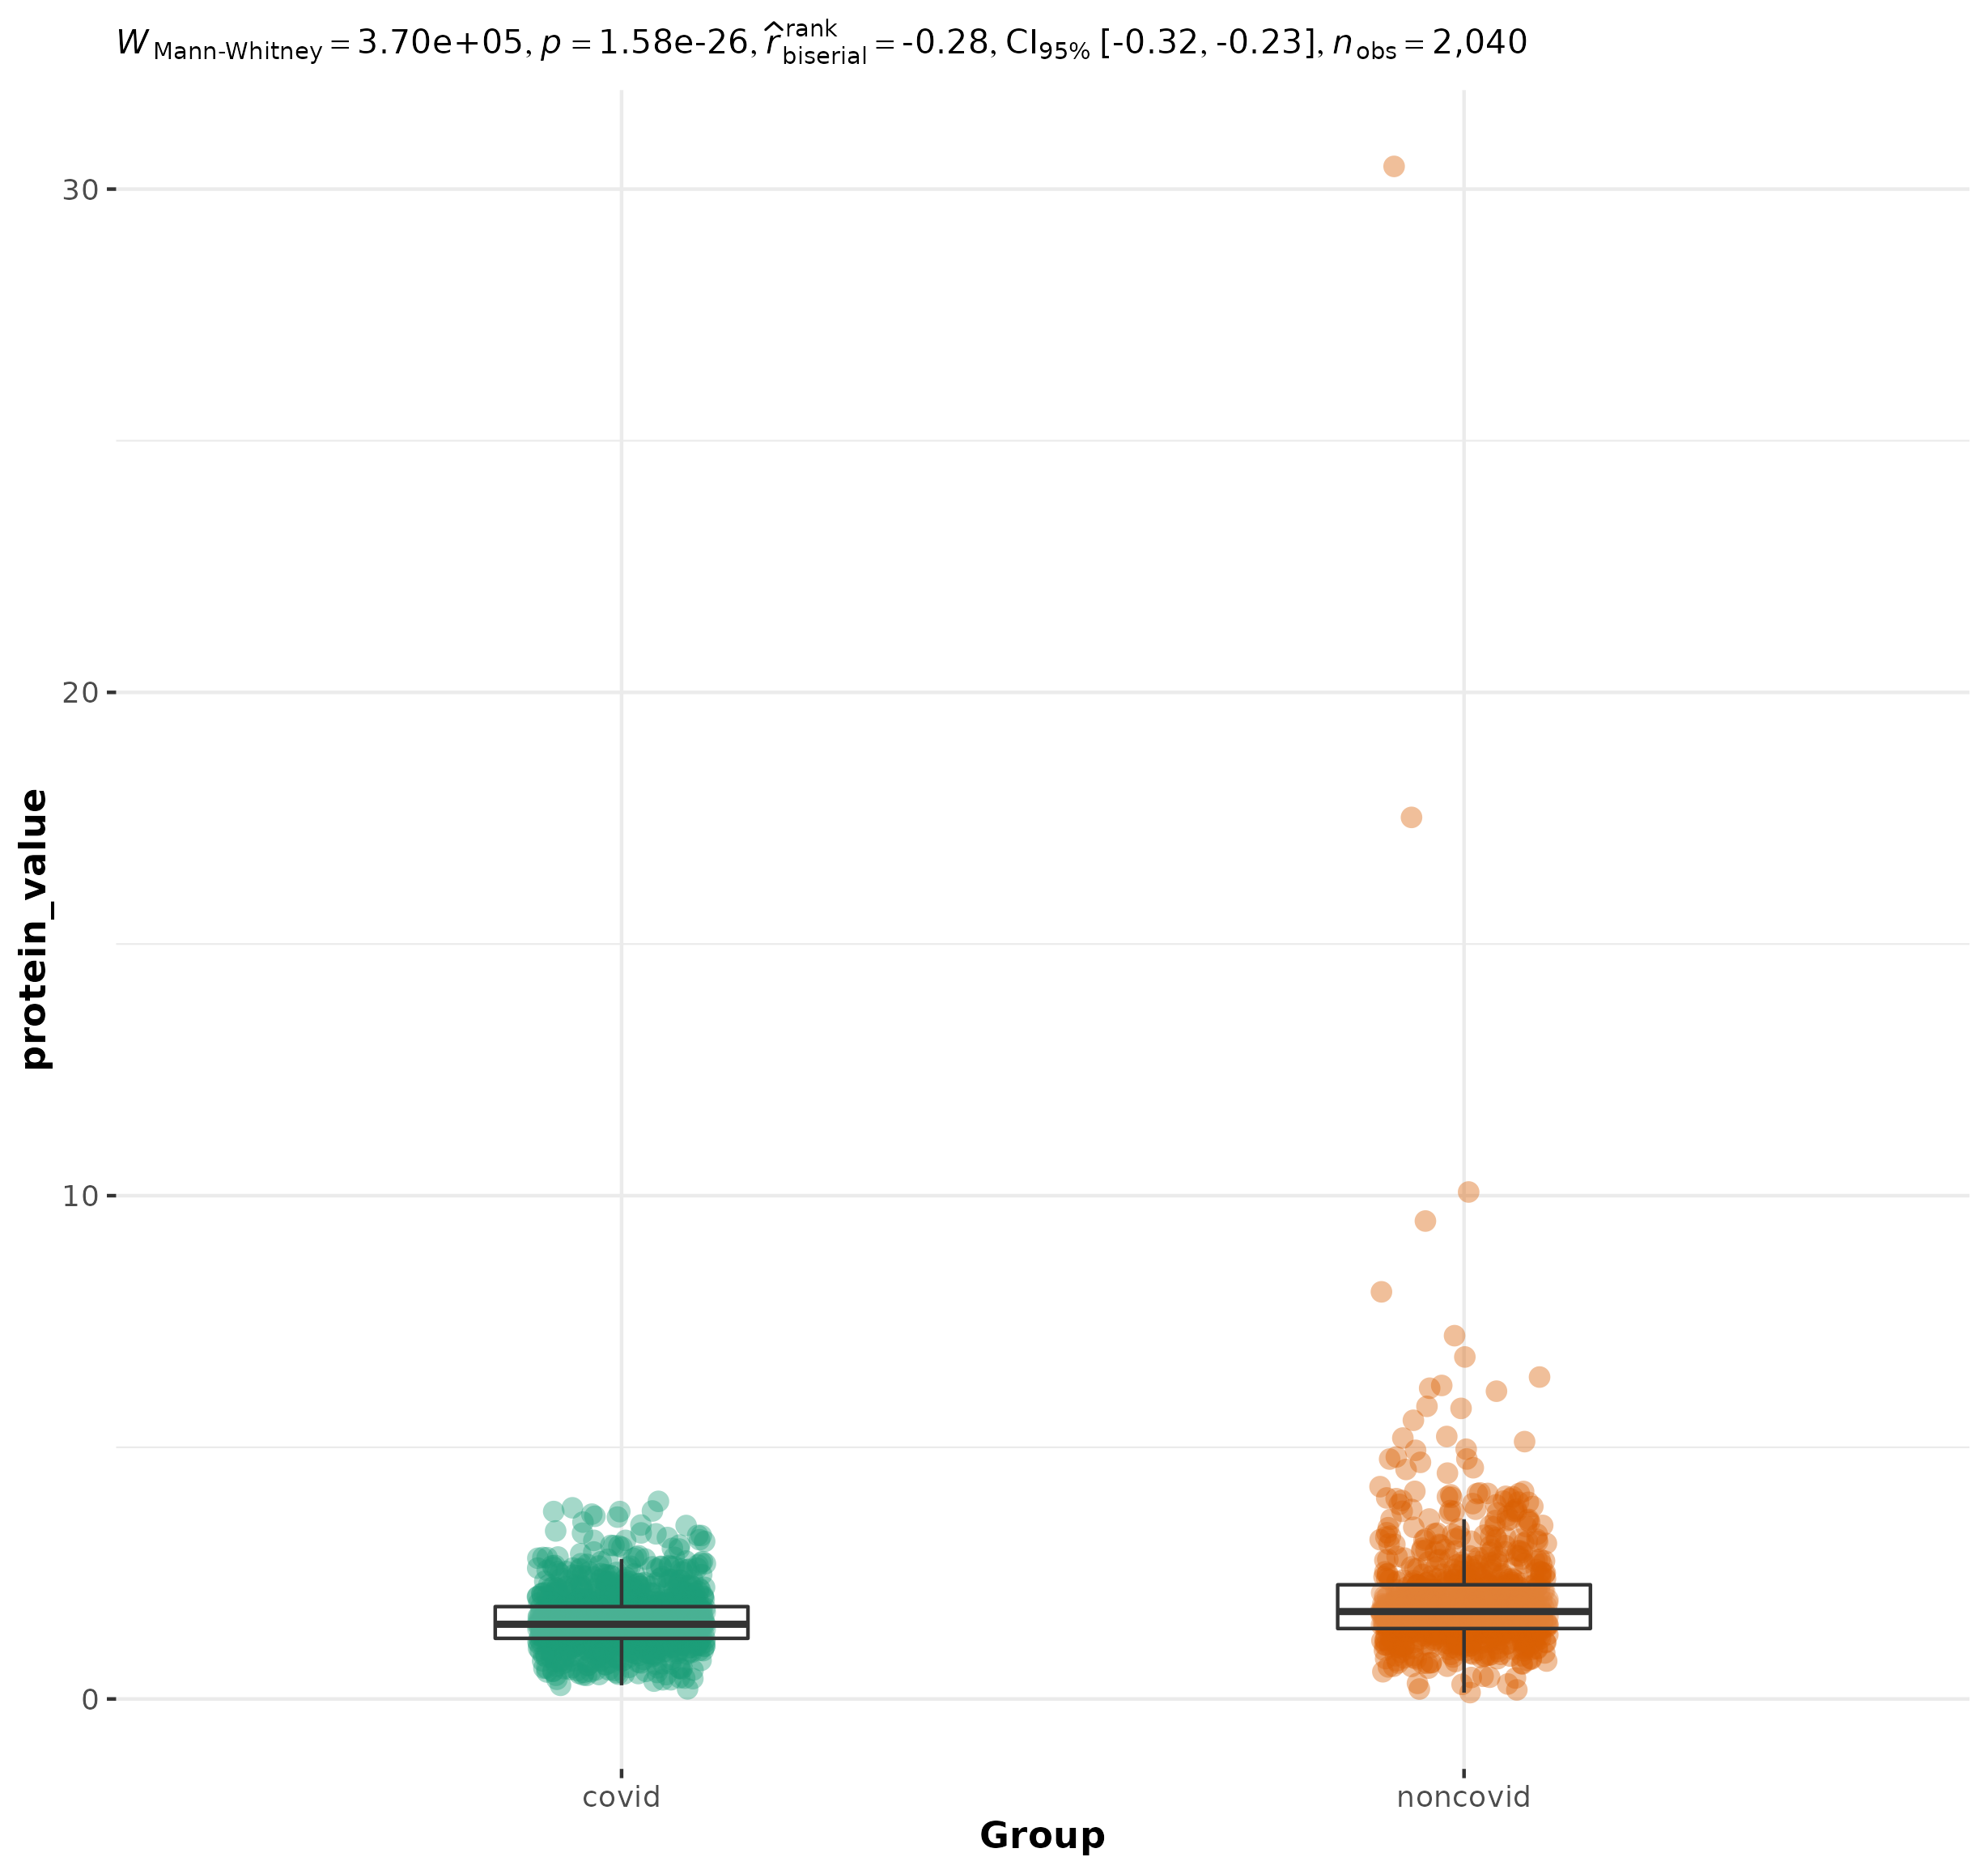 W Mann-Whitney = 3.70e+05, p = 1.58e-26, r̂ rank biserial = -0.28, CI95% [-0.32, -0.23], n obs = 2,040
30
20
10
0
protein_value
covid noncovid
Group